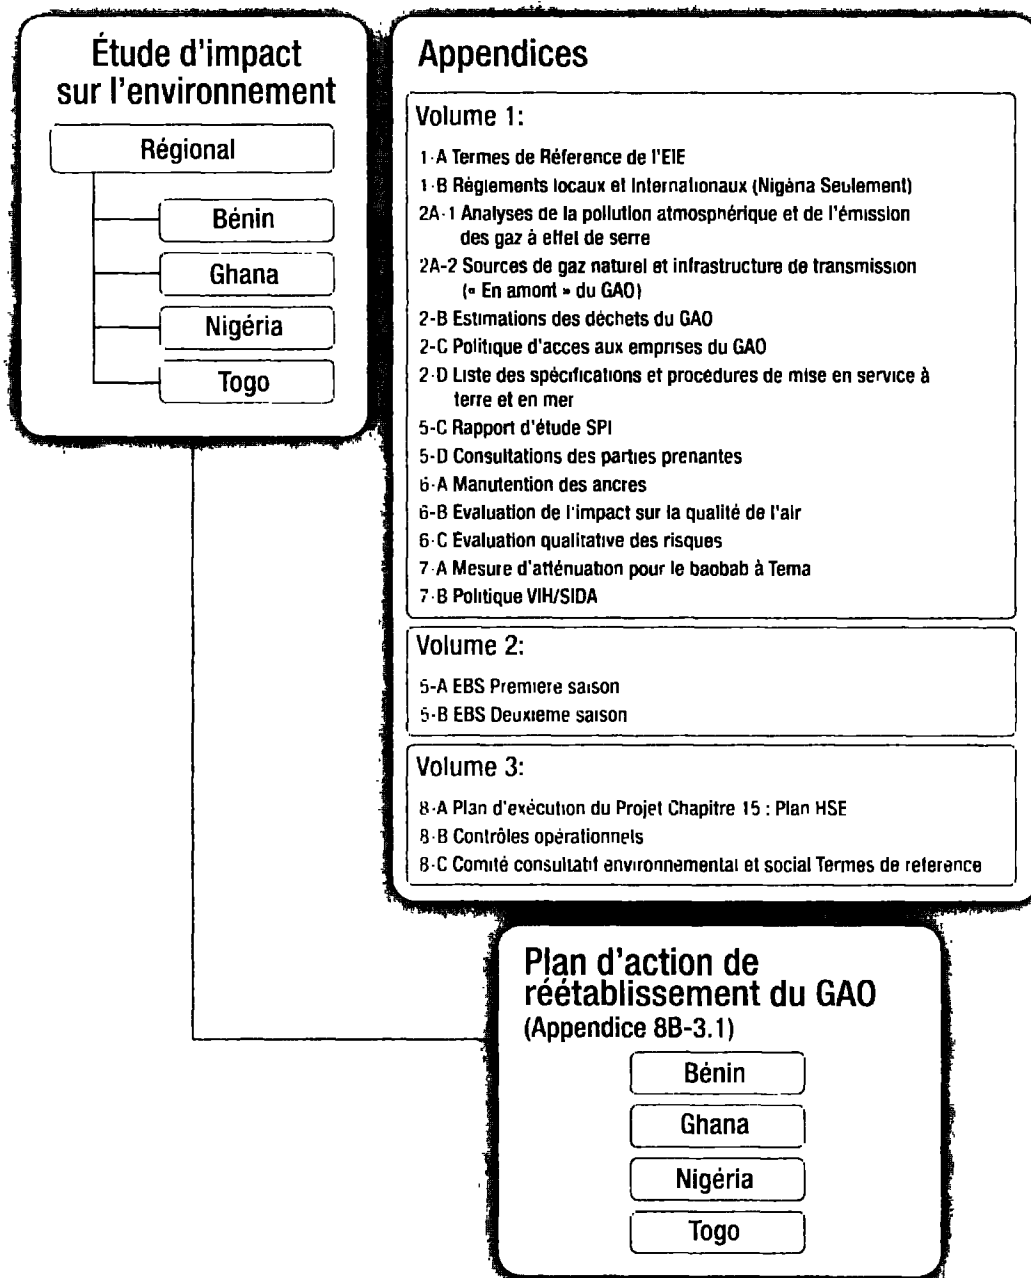 Étude d'impact
sur l'environnement
Régional
Bénin
Ghana
Nigéria
Togo
Appendices
Volume 1:
1-A Termes de Réference de l'EIE
1-B Règlements locaux et Internationaux (Nigéria Seulement)
2A-1 Analyses de la pollution atmosphérique et de l'émission
des gaz à effet de serre
2A-2 Sources de gaz naturel et infrastructure de transmission
(« En amont » du GAO)
2-B Estimations des déchets du GAO
2-C Politique d'acces aux emprises du GAO
2-D Liste des spécifications et procédures de mise en service à
terre et en mer
5-C Rapport d'étude SPI
5-D Consultations des parties prenantes
6-A Manutention des ancres
6-B Evaluation de l'impact sur la qualité de l'air
6-C Évaluation qualitative des risques
7-A Mesure d'atténuation pour le baobab à Tema
7-B Politique VIH/SIDA
Volume 2:
5-A EBS Premiere saison
5-B EBS Deuxieme saison
Volume 3:
8-A Plan d'exécution du Projet Chapitre 15 : Plan HSE
8-B Contrôles opérationnels
8-C Comité consultatif environnemental et social Termes de reference
Plan d'action de
réétablissement du GAO
(Appendice 8B-3.1)
Bénin
Ghana
Nigéria
Togo